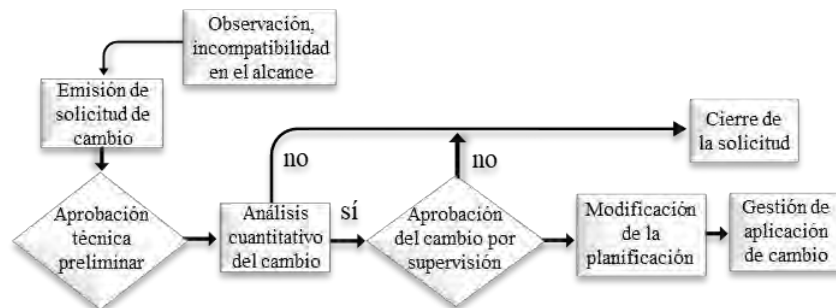 Observación,
incompatibilidad
en el alcance
Emisión de
solicitud de
cambio
Cierre de
la solicitud
no
no
Aprobación
técnica
preliminar
Análisis
cuantitativo
del cambio
sí
Aprobación
del cambio por
supervisión
Modificación
de la
planificación
Gestión de
aplicación
de cambio